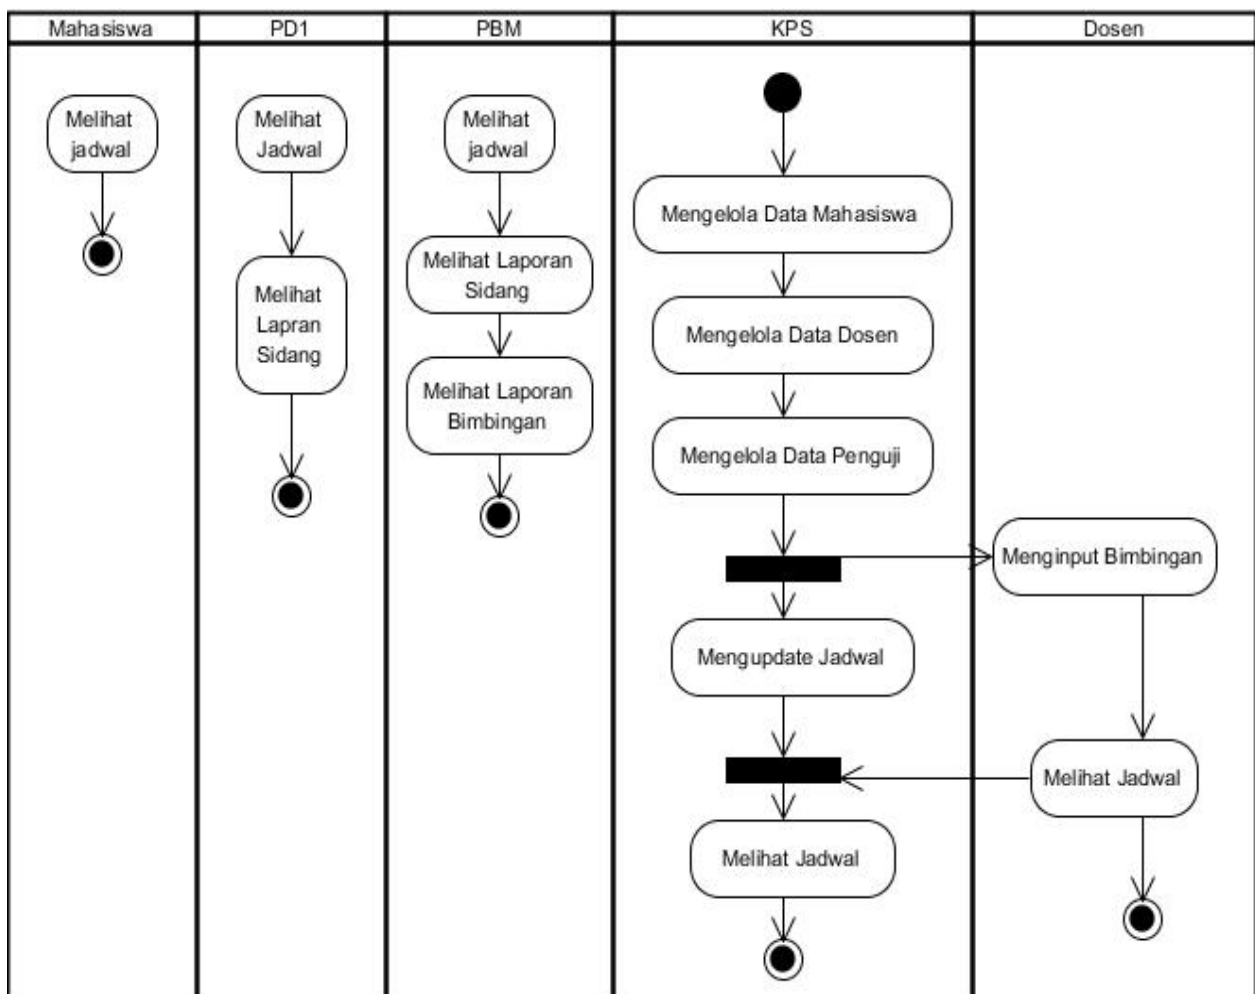 Mahasiswa
PD1
PBM
KPS
Dosen
Melihat
jadwal
Melihat
Jadwal
Melihat
Lapran
Sidang
Melihat
jadwal
Melihat Laporan
Sidang
Melihat Laporan
Bimbingan
Mengelola Data Mahasiswa
Mengelola Data Dosen
Mengelola Data Penguji
Mengupdate Jadwal
Melihat Jadwal
Menginput Bimbingan
Melihat Jadwal